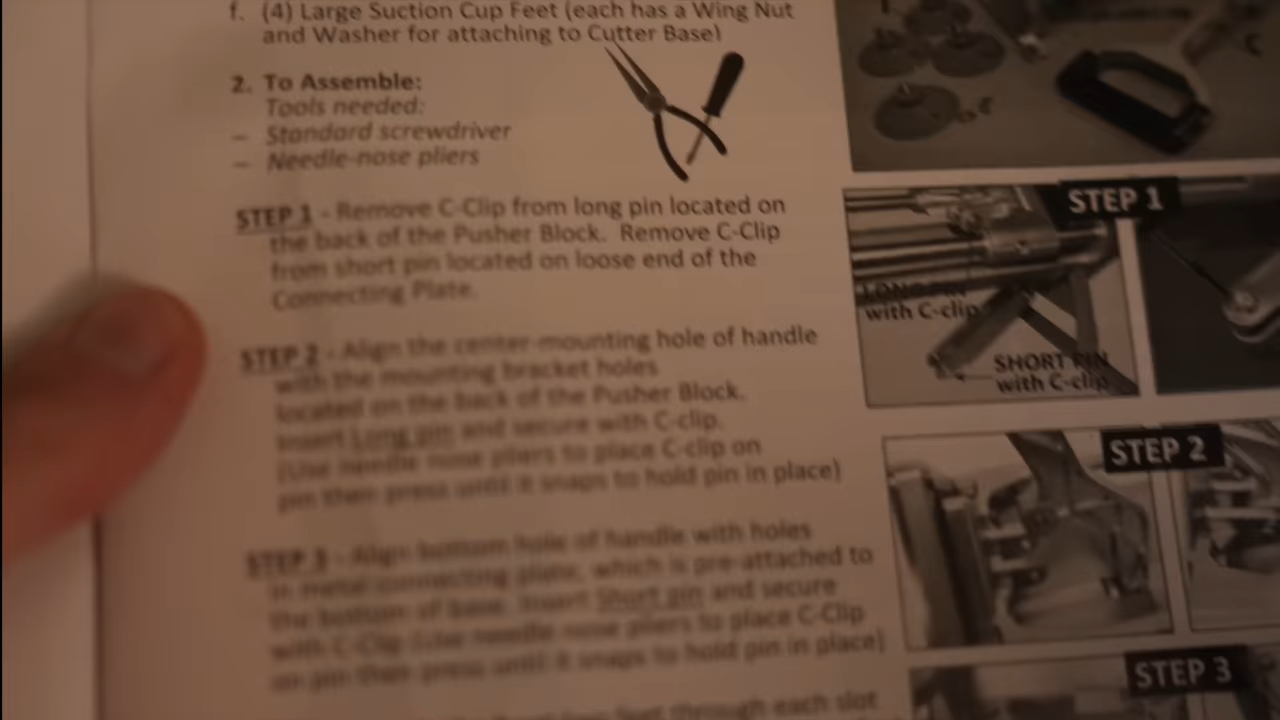 f. (4) Large Suction Cup Feet (each has a Wing Nut
and Washer for attaching to Cutter Base)
2. To Assemble:
Tools needed:
– Standard screwdriver
– Needle-nose pliers
STEP 1 - Remove C-Clip from long pin located on
the back of the Pusher Block. Remove C-Clip
from short pin located on loose end of the
Connecting Plate.
STEP 2 - Align the center-mounting hole of handle
with the mounting bracket holes
located on the back of the Pusher Block.
Insert Long pin and secure with C-clip.
(Use needle nose pliers to place C-clip on
pin then press until it snaps to hold pin in place)
STEP 3 - Align bottom hole of handle with holes
in metal connecting plate, which is pre-attached to
the bottom of base. Insert Short pin and secure
with C-Clip (Use needle nose pliers to place C-Clip
on pin then press until it snaps to hold pin in place)
feet through each slot
STEP 1
LONG PIN
with C-clip
SHORT PIN
with C-clip
STEP 2
STEP 3